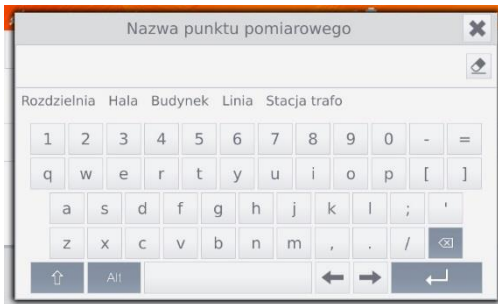 Nazwa punktu pomiarowego
Rozdzielnia Hala Budynek Linia Stacja trafo
1 2 3 4 5 6 7 8 9 0 - =
q w e r t y u i o p [ ]
a s d f g h j k l ; '
z x c v b n m , . /
Alt